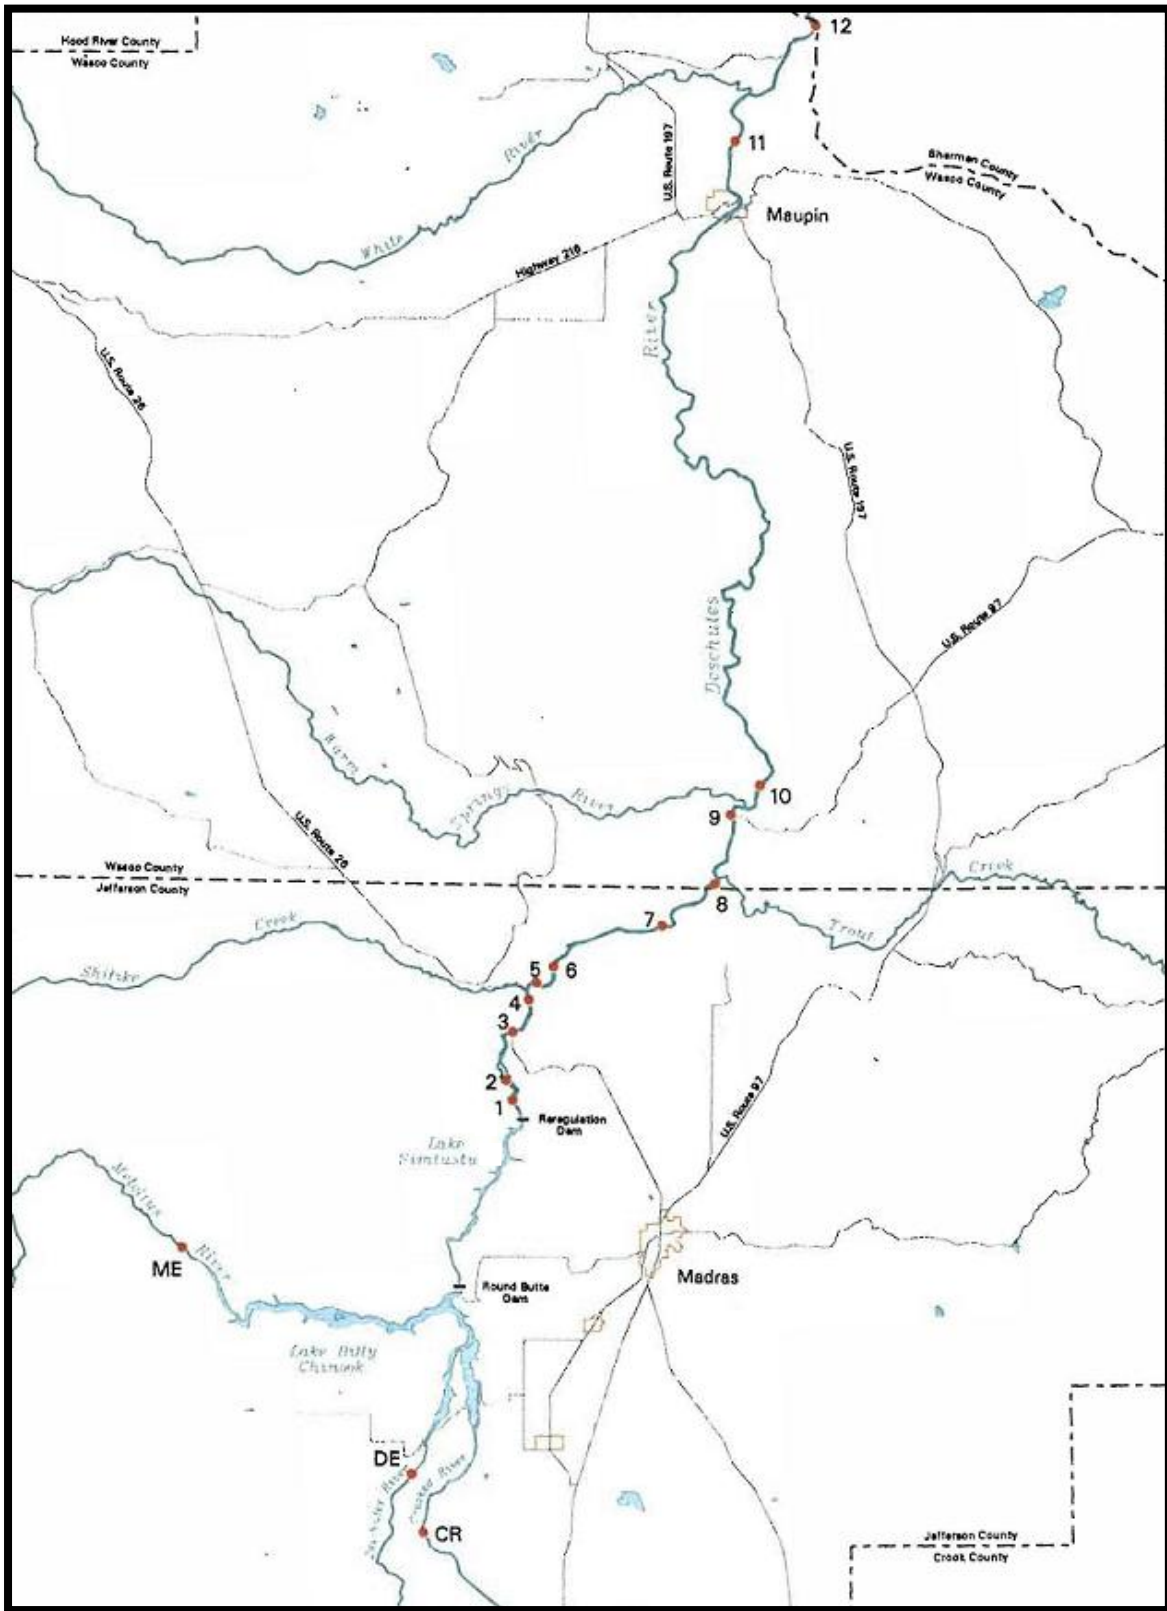 12
Hood River County
Wasco County
River
U.S. Route 197
11
Sherman County
Wasco County
Maupin
White
Highway 216
River
U.S. Route 26
U.S. Route 197
Deschutes
U.S. Route 97
Warm
Springs
River
10
9
U.S. Route 26
Wasco County
Jefferson County
Creek
8
7
Trout
Creek
Shitike
6
5
4
3
2
1
Reregulation
Dam
U.S. Route 97
Lake
Simtustu
Metolius
River
ME
Madras
Round Butte
Dam
Lake Billy
Chinook
DE
Deschutes River
Crooked River
CR
Jefferson County
Crook County